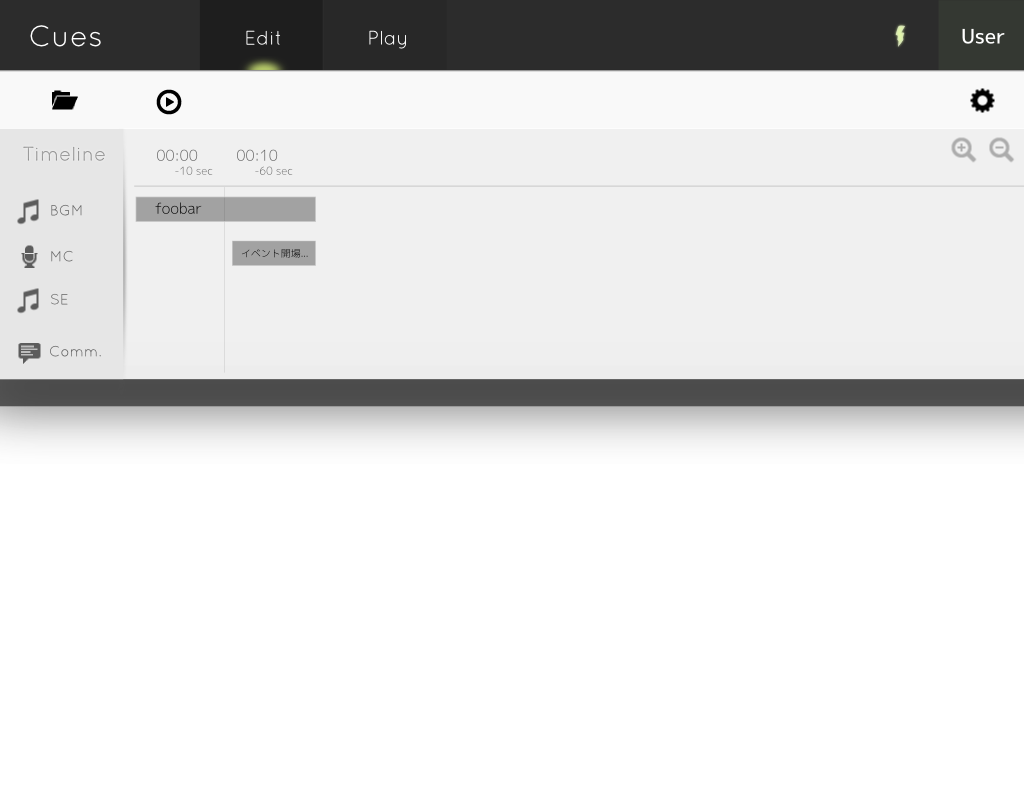 Cues
Edit
Play
User
Timeline
00:00
-10 sec
00:10
-60 sec
BGM
foobar
MC
イベント開場...
SE
Comm.